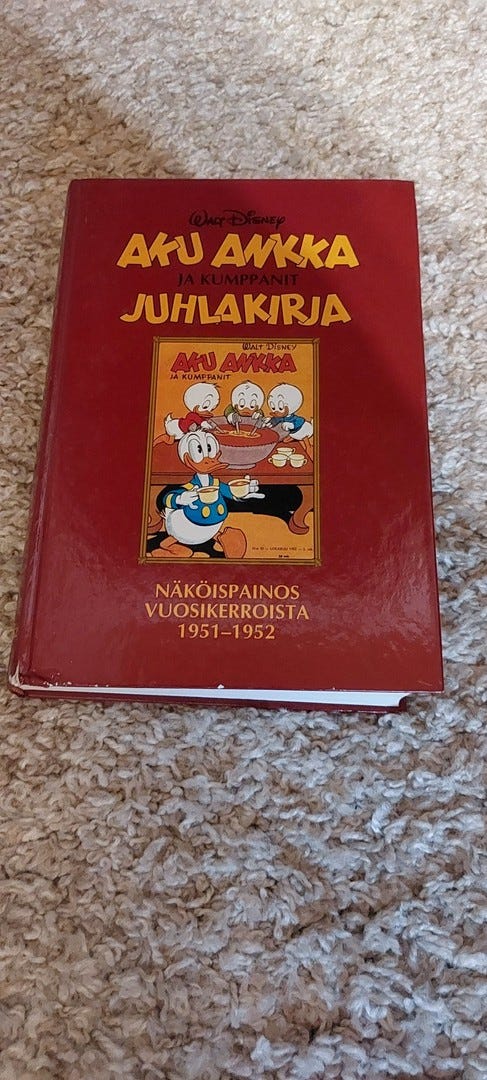 Walt Disney
AKU ANKKA
JA KUMPPANIT
JUHLAKIRJA
WALT DISNEY
AKU ANKKA
JA KUMPPANIT
NÄKÖISPAINOS
VUOSIKERROISTA
1951–1952